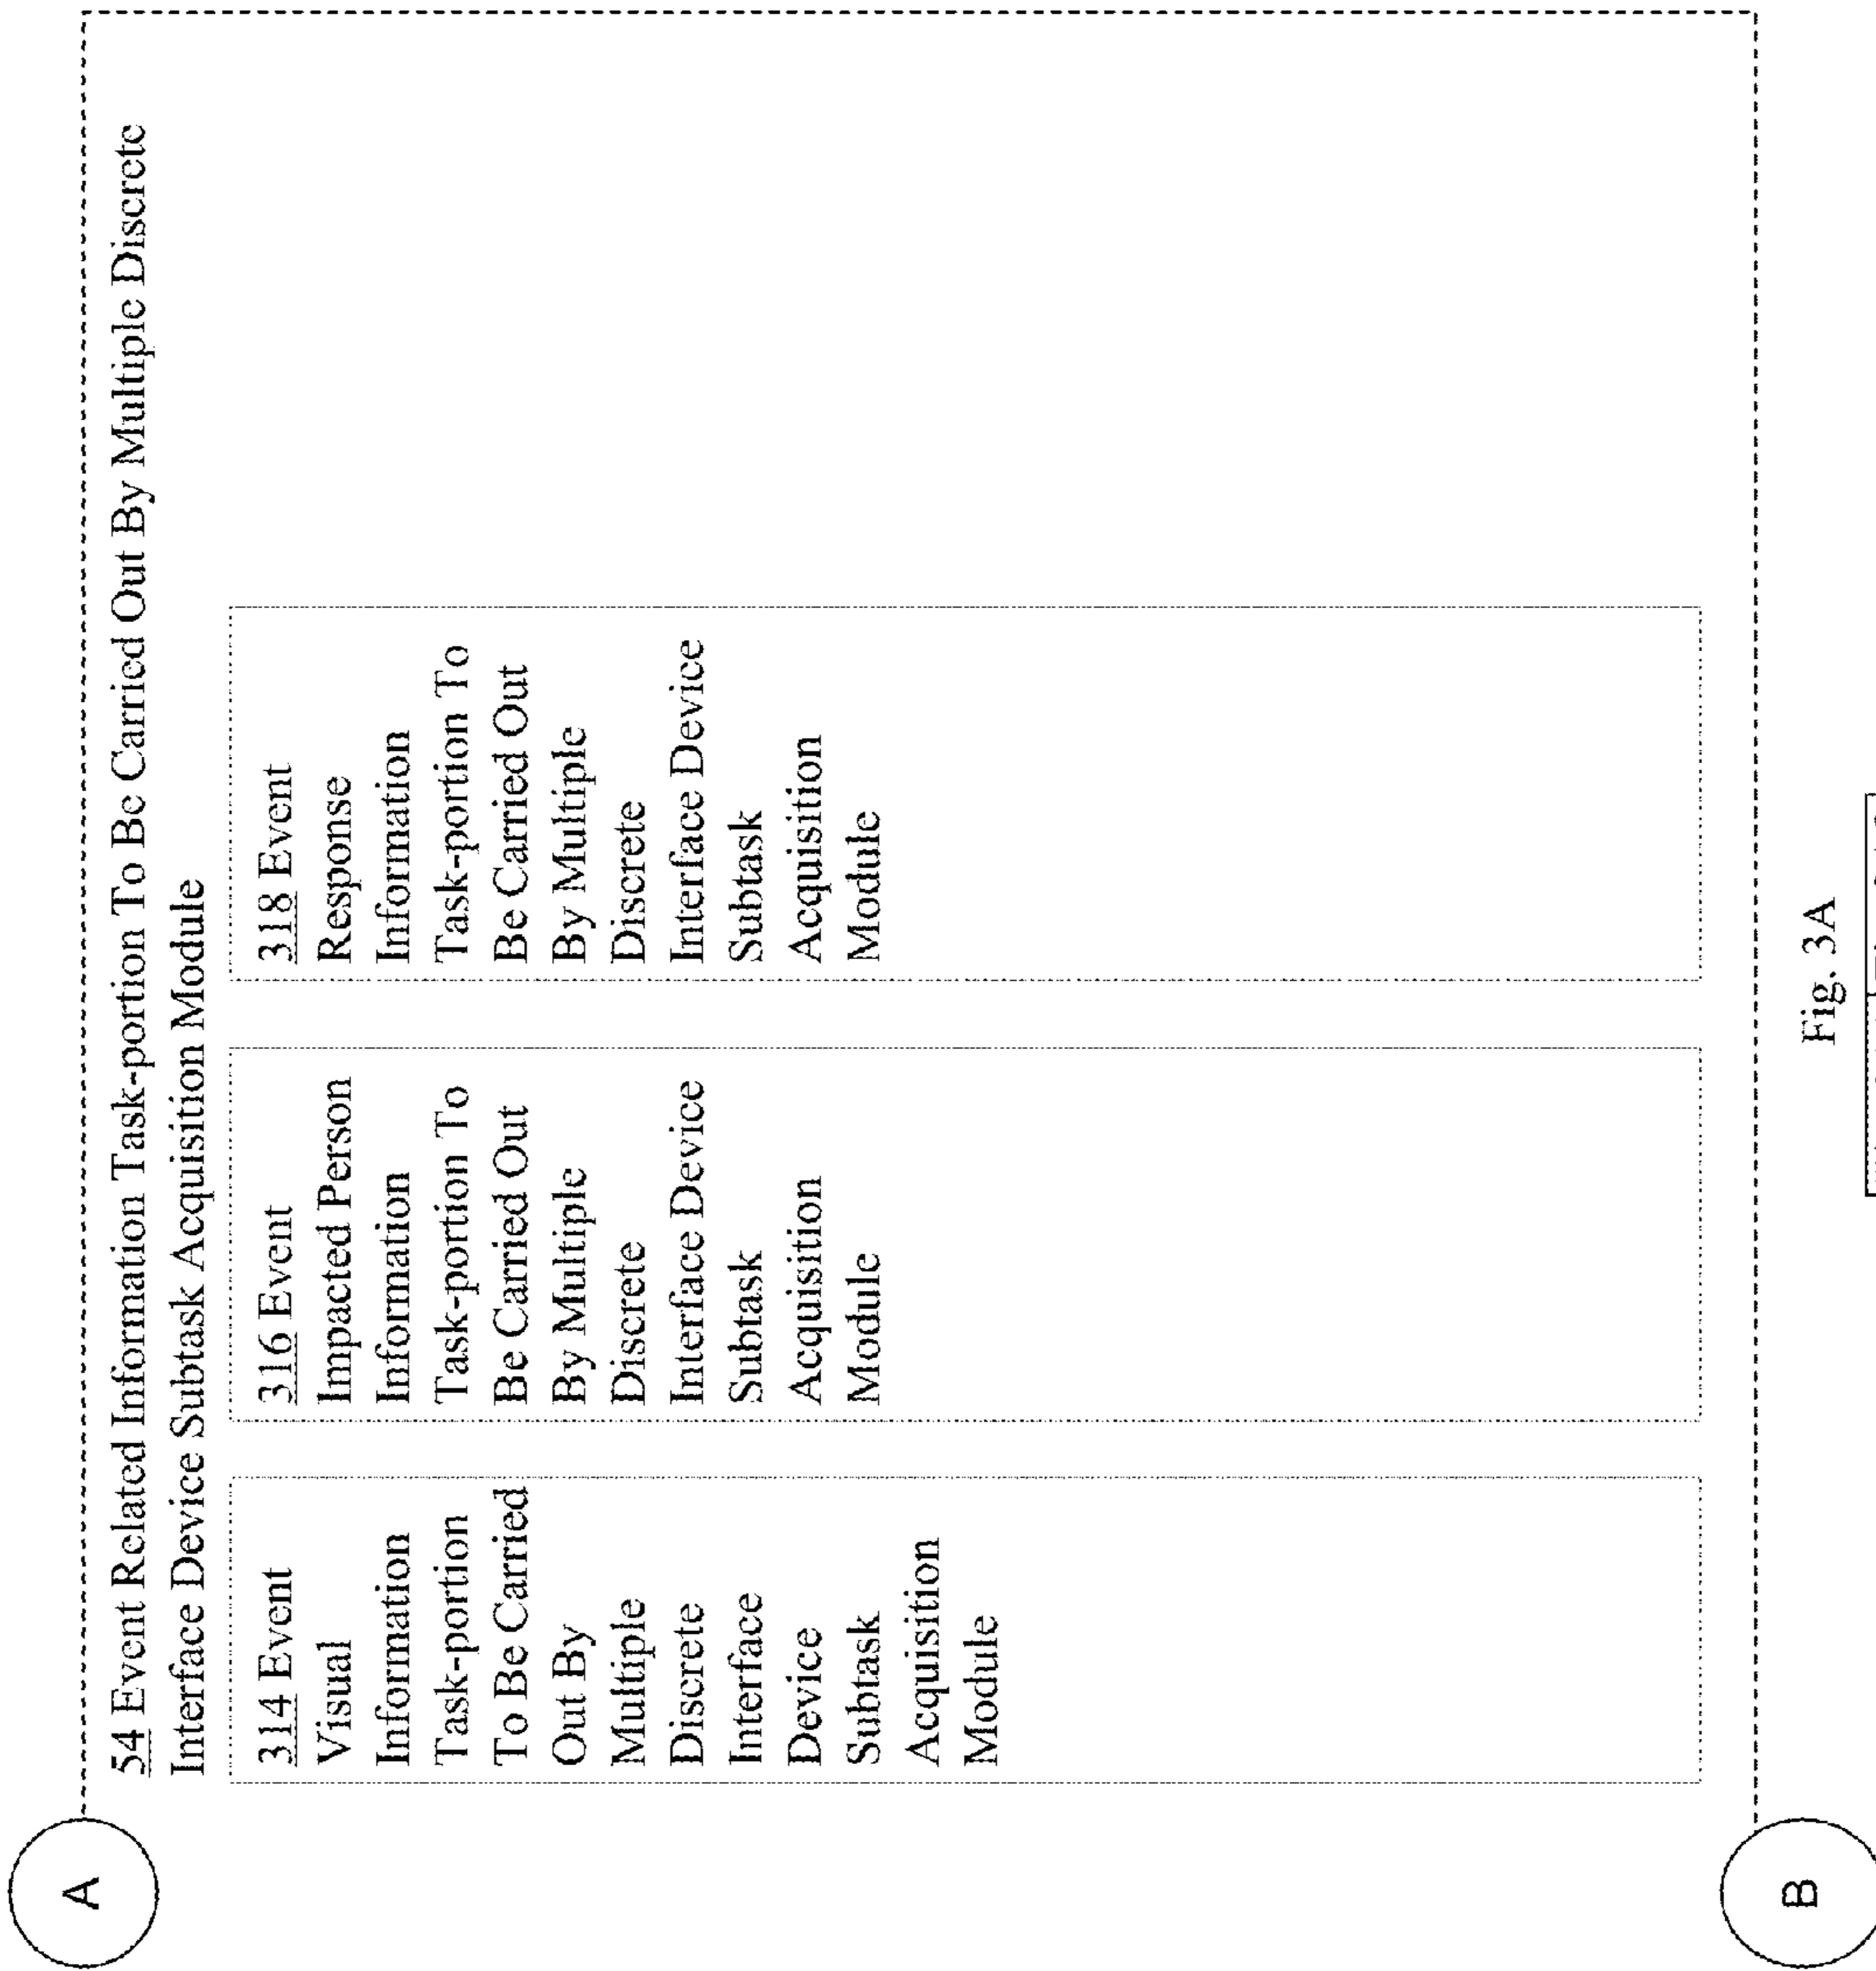 A
54 Event Related Information Task-portion To Be Carried Out By Multiple Discrete
Interface Device Subtask Acquisition Module
314 Event
Visual
Information
Task-portion
To Be Carried
Out By
Multiple
Discrete
Interface
Device
Subtask
Acquisition
Module
316 Event
Impacted Person
Information
Task-portion To
Be Carried Out
By Multiple
Discrete
Interface Device
Subtask
Acquisition
Module
318 Event
Response
Information
Task-portion To
Be Carried Out
By Multiple
Discrete
Interface Device
Subtask
Acquisition
Module
B
Fig. 3A